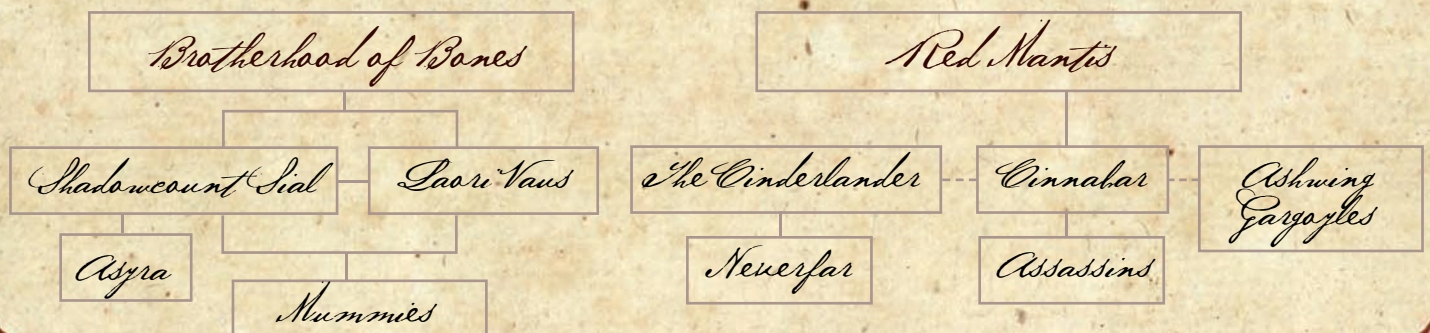 Brotherhood of Bones
Red Mantis
Shadowcount Sial
Laori Vaus
The Cinderlander
Cinnabar
Ashwing
Gargoyles
Asyra
Neverfar
Assassins
Mummies